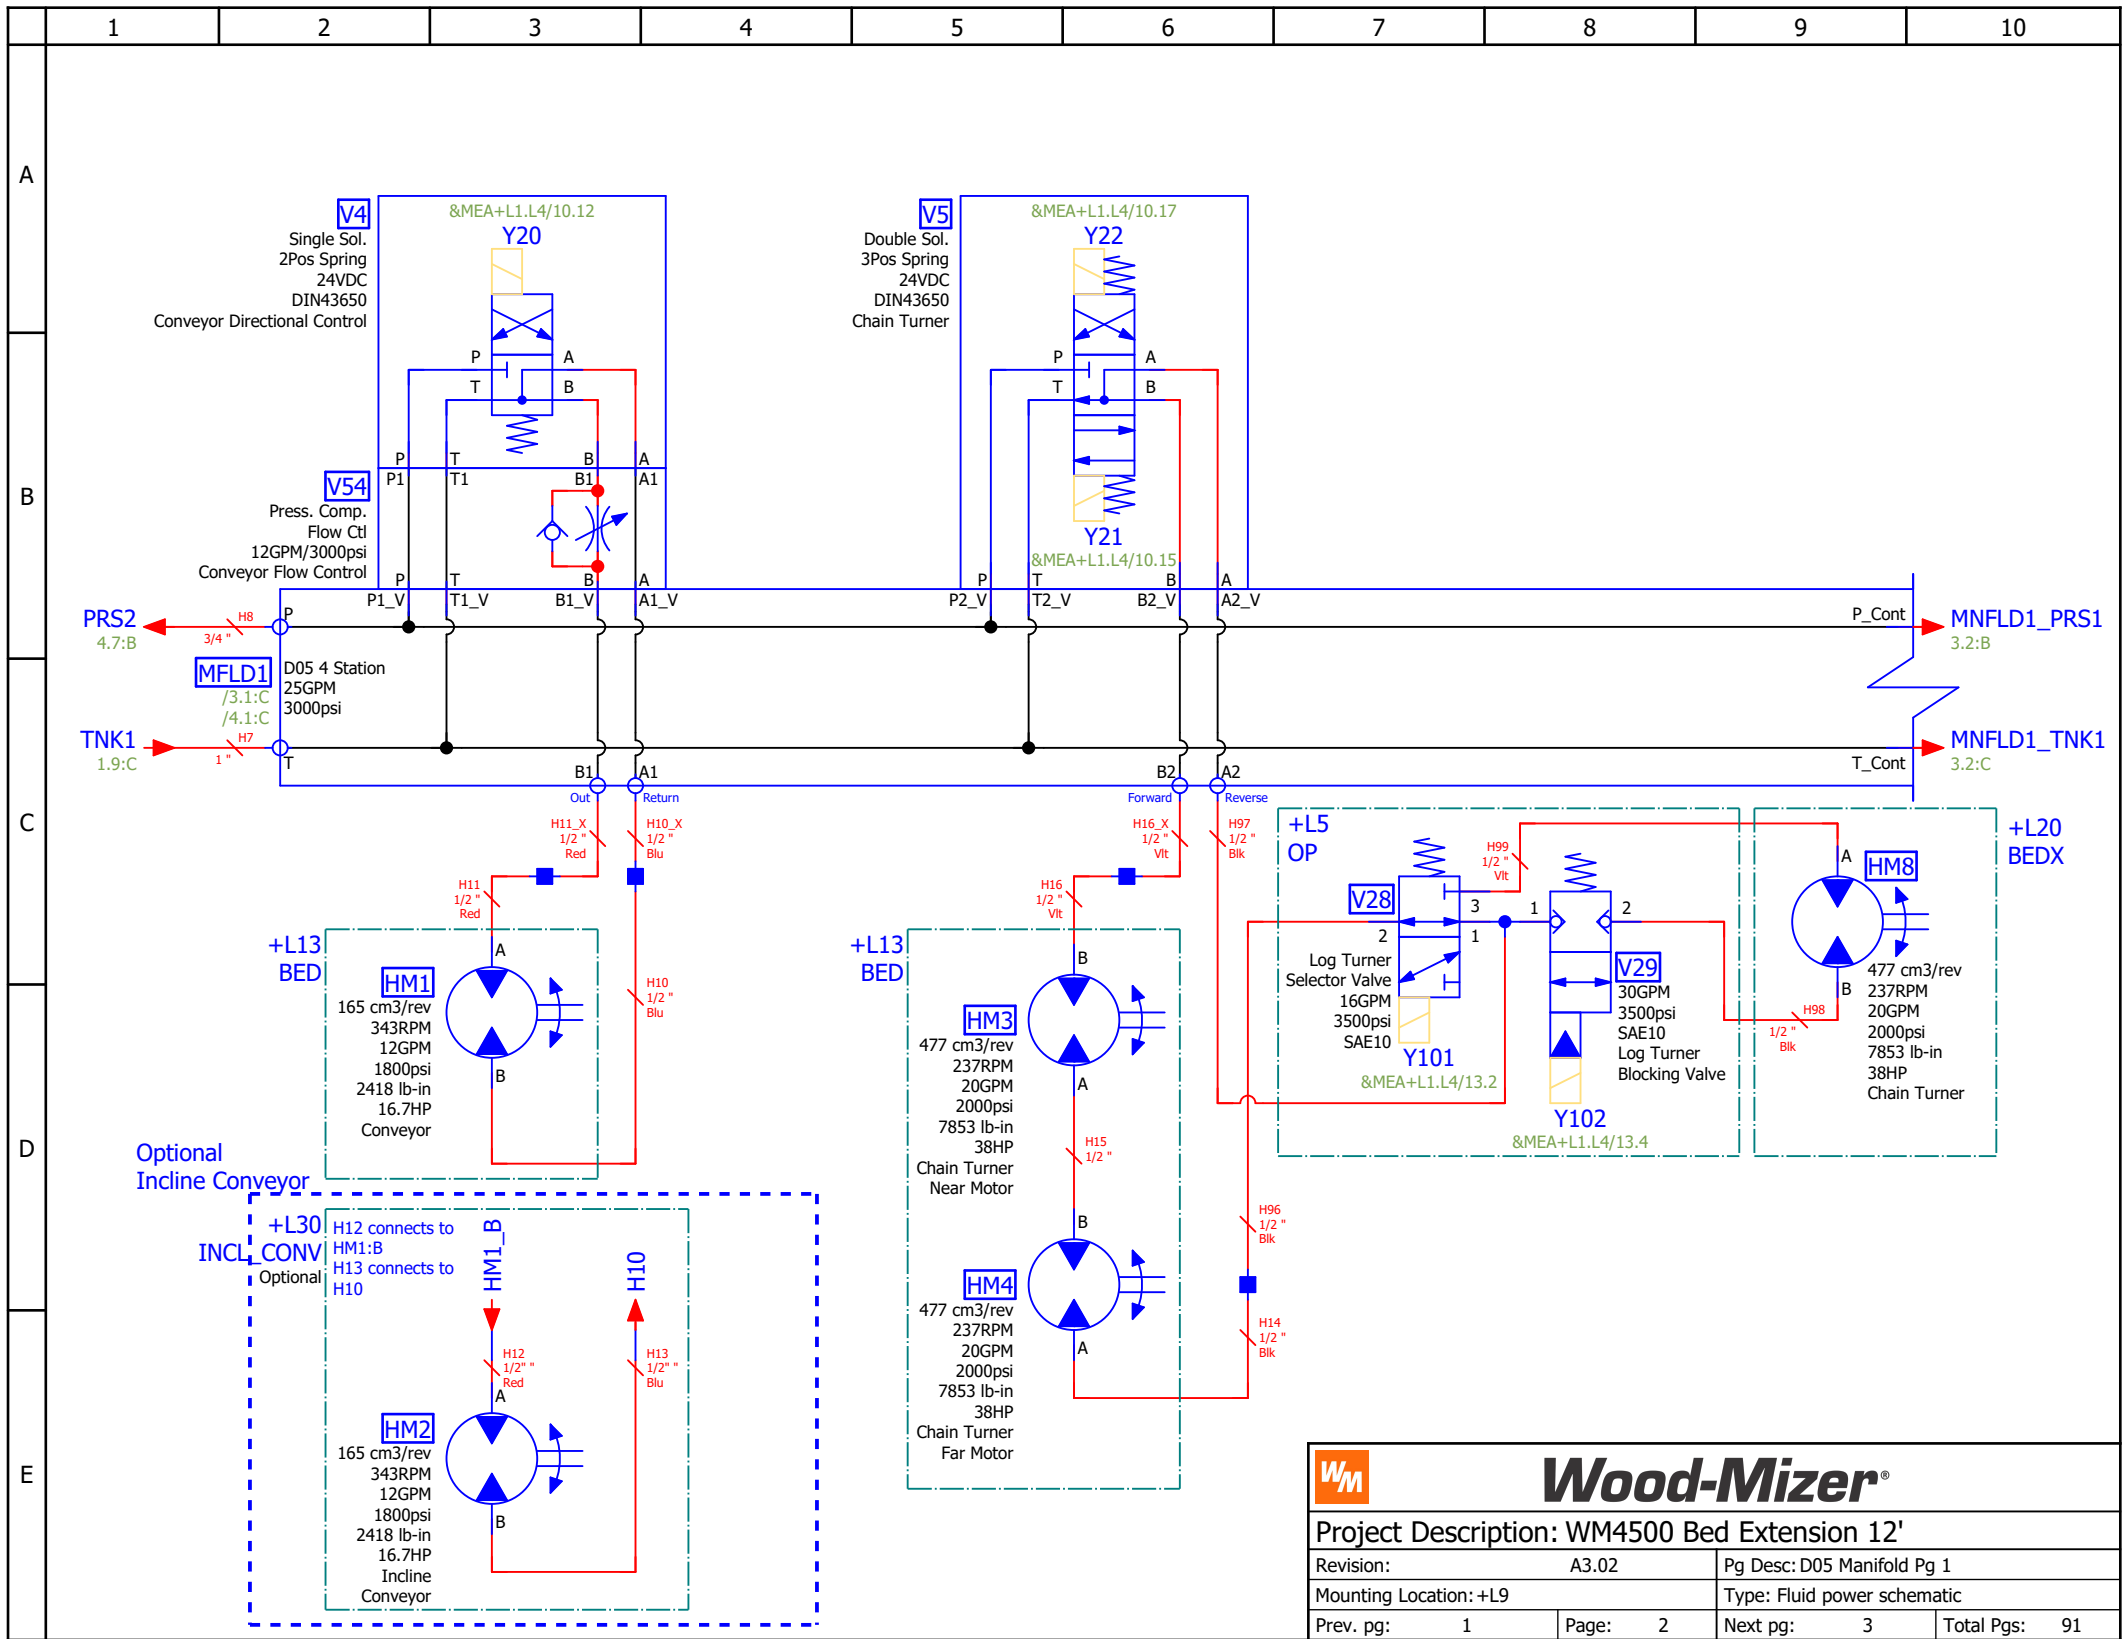 1 2 3 4 5 6 7 8 9 10
A
B
C
D
E
V4
Single Sol.
2Pos Spring
24VDC
DIN43650
Conveyor Directional Control
&MEA+L1.L4/10.12
Y20
P A
T B
P T B A
P1 T1 B1 A1
V54
Press. Comp.
Flow Ctl
12GPM/3000psi
Conveyor Flow Control
P T B A
P1_V T1_V B1_V A1_V
V5
Double Sol.
3Pos Spring
24VDC
DIN43650
Chain Turner
&MEA+L1.L4/10.17
Y22
P A
T B
Y21
&MEA+L1.L4/10.15
P T B A
P2_V T2_V B2_V A2_V
PRS2
4.7:B
H8
3/4 "
P
P_Cont
MNFLD1_PRS1
3.2:B
MFLD1
/3.1:C
/4.1:C
D05 4 Station
25GPM
3000psi
TNK1
1.9:C
H7
1 "
T
T_Cont
MNFLD1_TNK1
3.2:C
B1 A1
Out Return
B2 A2
Forward Reverse
H11_X
1/2 "
Red
H10_X
1/2 "
Blu
H16_X
1/2 "
Vlt
H97
1/2 "
Blk
H11
1/2 "
Red
+L13
BED
HM1
165 cm3/rev
343RPM
12GPM
1800psi
2418 lb-in
16.7HP
Conveyor
A
B
H10
1/2 "
Blu
H16
1/2 "
Vlt
+L13
BED
HM3
477 cm3/rev
237RPM
20GPM
2000psi
7853 lb-in
38HP
Chain Turner
Near Motor
B
A
H15
1/2 "
HM4
477 cm3/rev
237RPM
20GPM
2000psi
7853 lb-in
38HP
Chain Turner
Far Motor
B
A
H96
1/2 "
Blk
H14
1/2 "
Blk
+L5
OP
V28
2
3
1
Log Turner
Selector Valve
16GPM
3500psi
SAE10
Y101
&MEA+L1.L4/13.2
H99
1/2 "
Vlt
1 2
V29
30GPM
3500psi
SAE10
Log Turner
Blocking Valve
Y102
&MEA+L1.L4/13.4
H98
1/2 "
Blk
+L20
BEDX
A
HM8
B
477 cm3/rev
237RPM
20GPM
2000psi
7853 lb-in
38HP
Chain Turner
Optional
Incline Conveyor
+L30
INCL_CONV
Optional
H12 connects to
HM1:B
H13 connects to
H10
HM1_B
H10
H12
1/2" "
Red
H13
1/2" "
Blu
HM2
165 cm3/rev
343RPM
12GPM
1800psi
2418 lb-in
16.7HP
Incline
Conveyor
A
B
WM
Wood-Mizer®
Project Description: WM4500 Bed Extension 12'
Revision: A3.02 Pg Desc: D05 Manifold Pg 1
Mounting Location: +L9 Type: Fluid power schematic
Prev. pg: 1 Page: 2 Next pg: 3 Total Pgs: 91